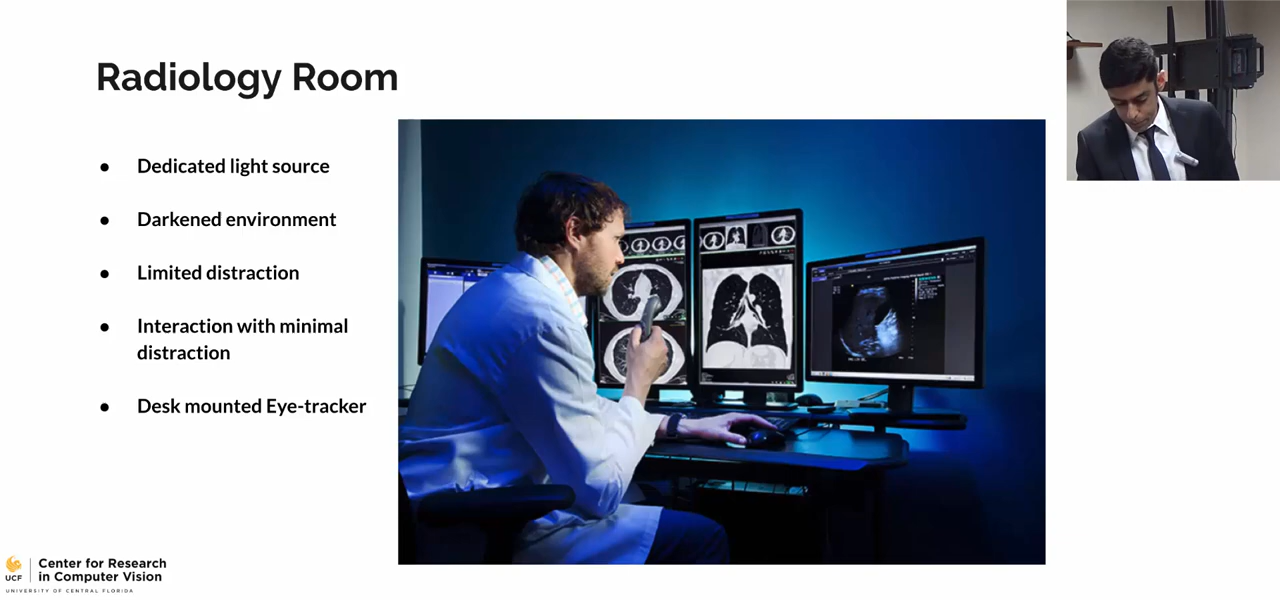 Radiology Room
● Dedicated light source
● Darkened environment
● Limited distraction
● Interaction with minimal
distraction
● Desk mounted Eye-tracker
UCF
Center for Research
in Computer Vision
UNIVERSITY OF CENTRAL FLORIDA